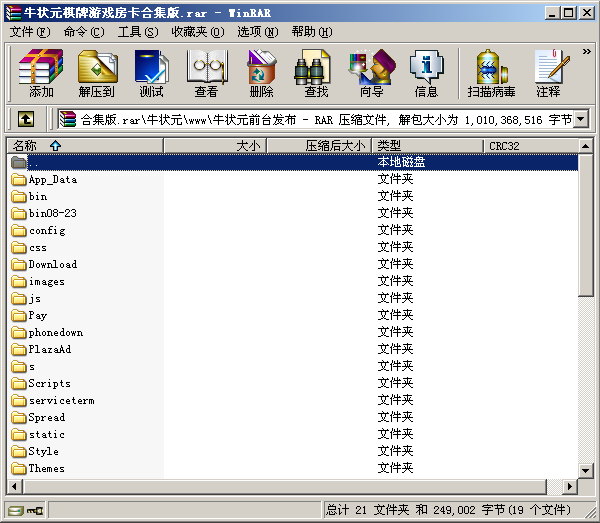 牛状元棋牌游戏房卡合集版.rar - WinRAR
文件(F) 命令(C) 工具(S) 收藏夹(O) 选项(N) 帮助(H)
添加 解压到 测试 查看 删除 查找 向导 信息 扫描病毒 注释
合集版.rar\牛状元\www\牛状元前台发布 - RAR 压缩文件, 解包大小为 1,010,368,516 字节
名称 大小 压缩后大小 类型 CRC32
.. 本地磁盘
App_Data 文件夹
bin 文件夹
bin08-23 文件夹
config 文件夹
css 文件夹
Download 文件夹
images 文件夹
js 文件夹
Pay 文件夹
phonedown 文件夹
PlazaAd 文件夹
s 文件夹
Scripts 文件夹
serviceterm 文件夹
Spread 文件夹
static 文件夹
Style 文件夹
Themes 文件夹
总计 21 文件夹 和 249,002 字节(19 个文件)